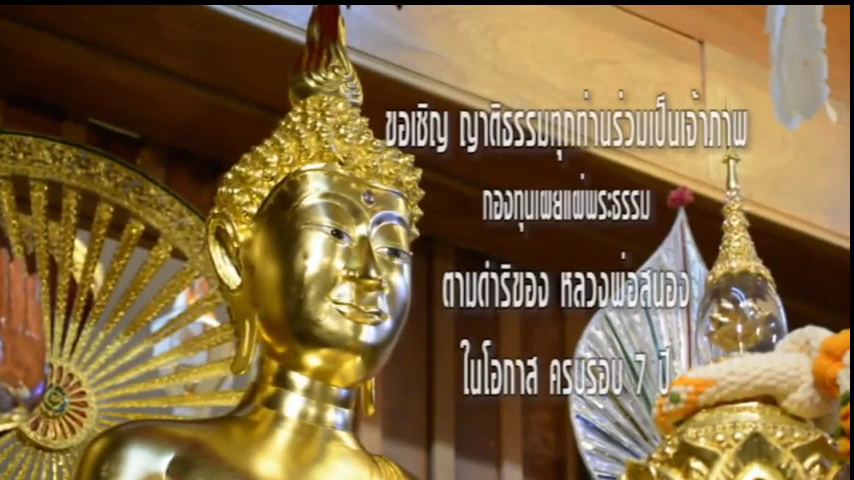 ขอเชิญ ญาติธรรมทุกท่านร่วมเป็นเจ้าภาพ
กองทุนเผยแผ่พระธรรม
ตามดำริของ หลวงพ่อสนอง
ในโอกาส ครบรอบ 7 ปี